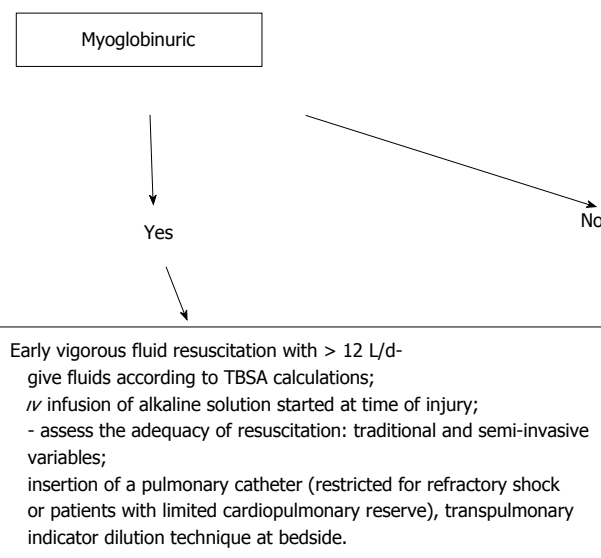 Myoglobinuric
Yes
No
Early vigorous fluid resuscitation with > 12 L/d-
give fluids according to TBSA calculations;
iv infusion of alkaline solution started at time of injury;
- assess the adequacy of resuscitation: traditional and semi-invasive
variables;
insertion of a pulmonary catheter (restricted for refractory shock
or patients with limited cardiopulmonary reserve), transpulmonary
indicator dilution technique at bedside.